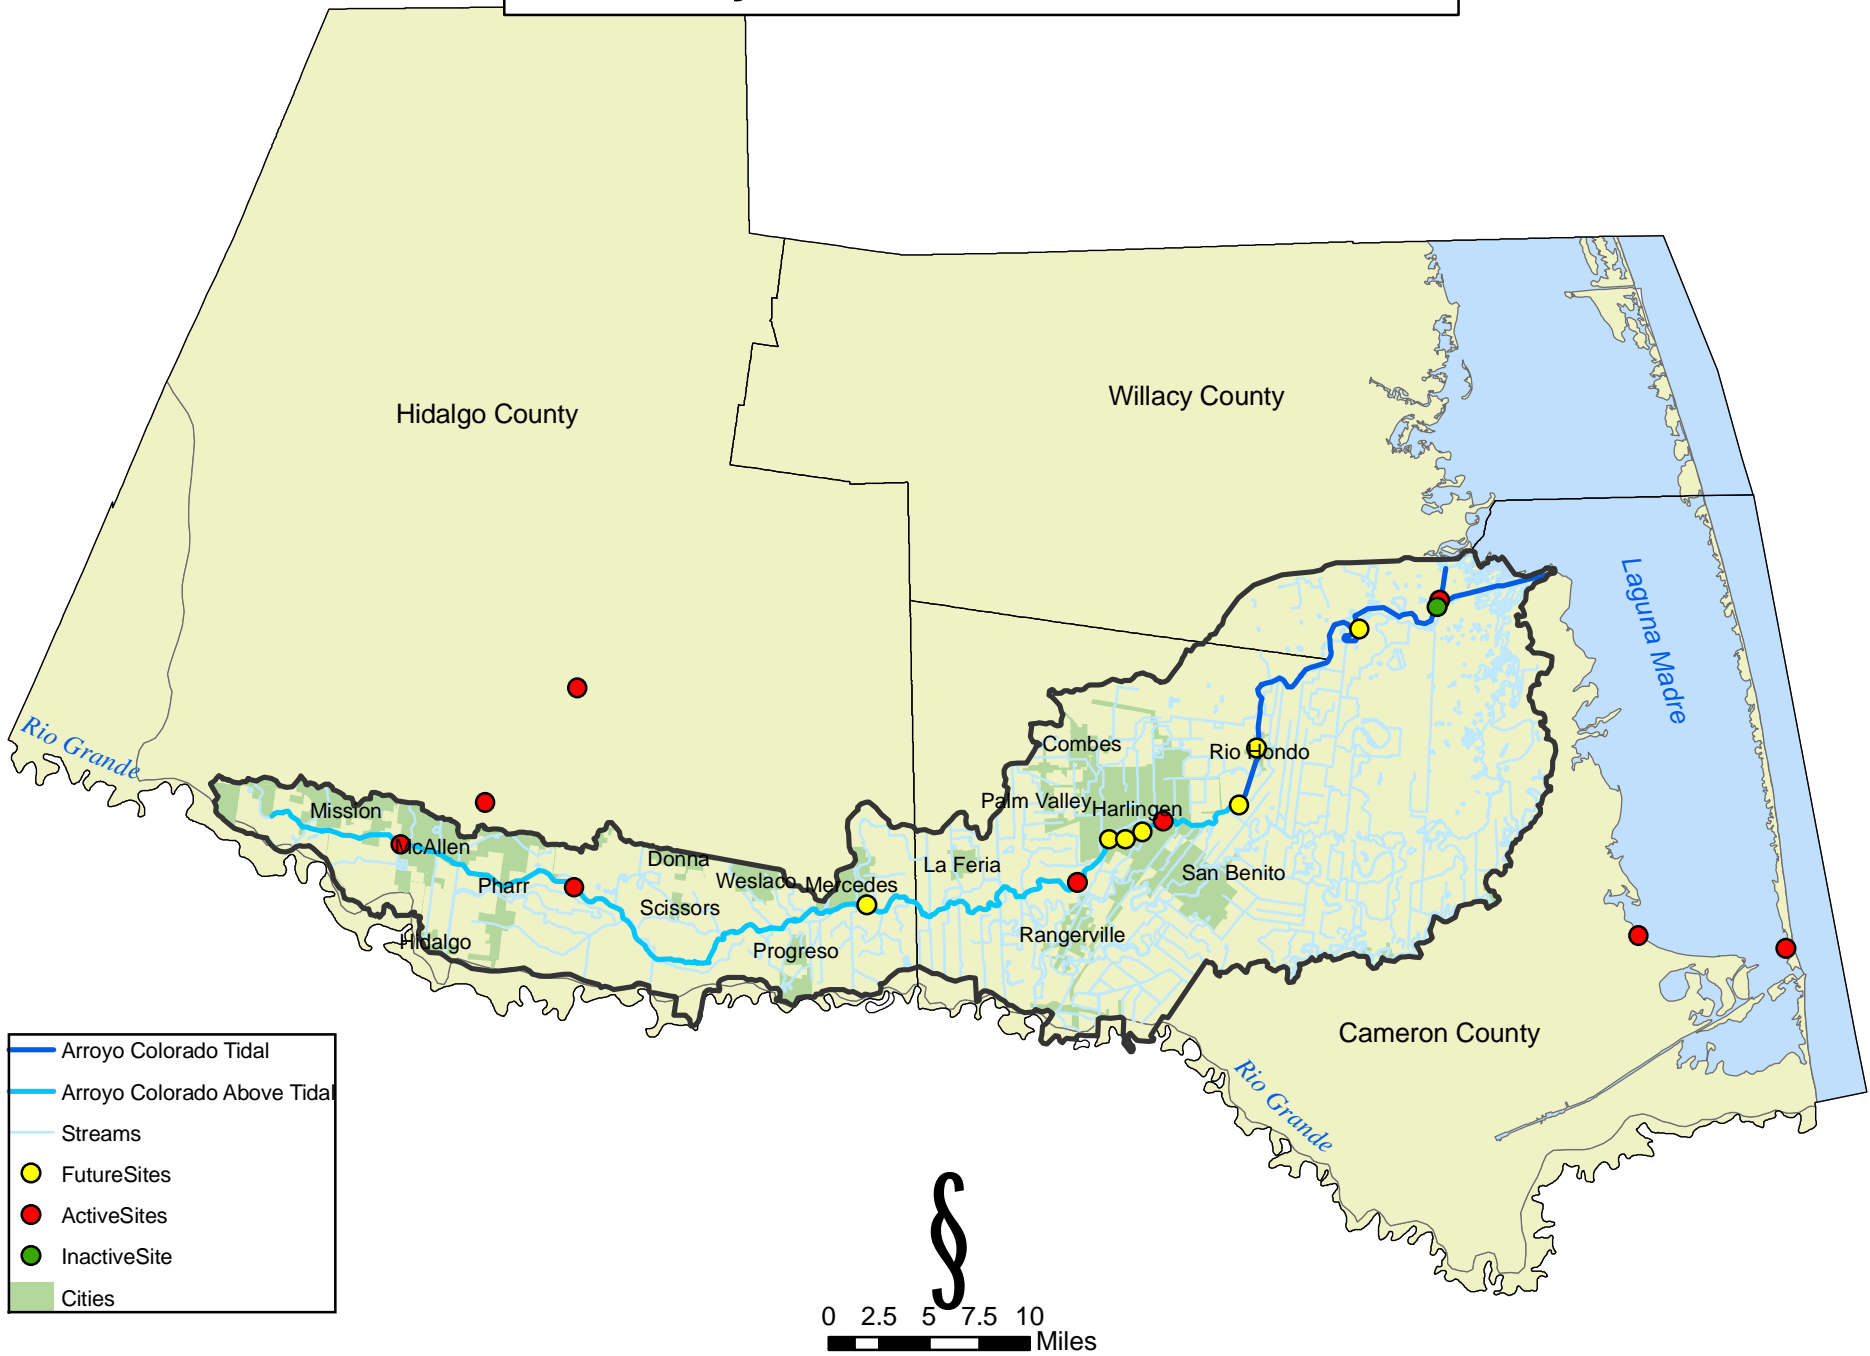 Hidalgo County
Willacy County
Laguna Madre
Rio Grande
Combes
Rio Hondo
Mission
Palm Valley
Harlingen
McAllen
Donna
La Feria
San Benito
Pharr
Weslaco
Mercedes
Scissors
Rangerville
Hidalgo
Progreso
Cameron County
Rio Grande
Arroyo Colorado Tidal
Arroyo Colorado Above Tidal
Streams
FutureSites
ActiveSites
InactiveSite
Cities
§
0 2.5 5 7.5 10
Miles